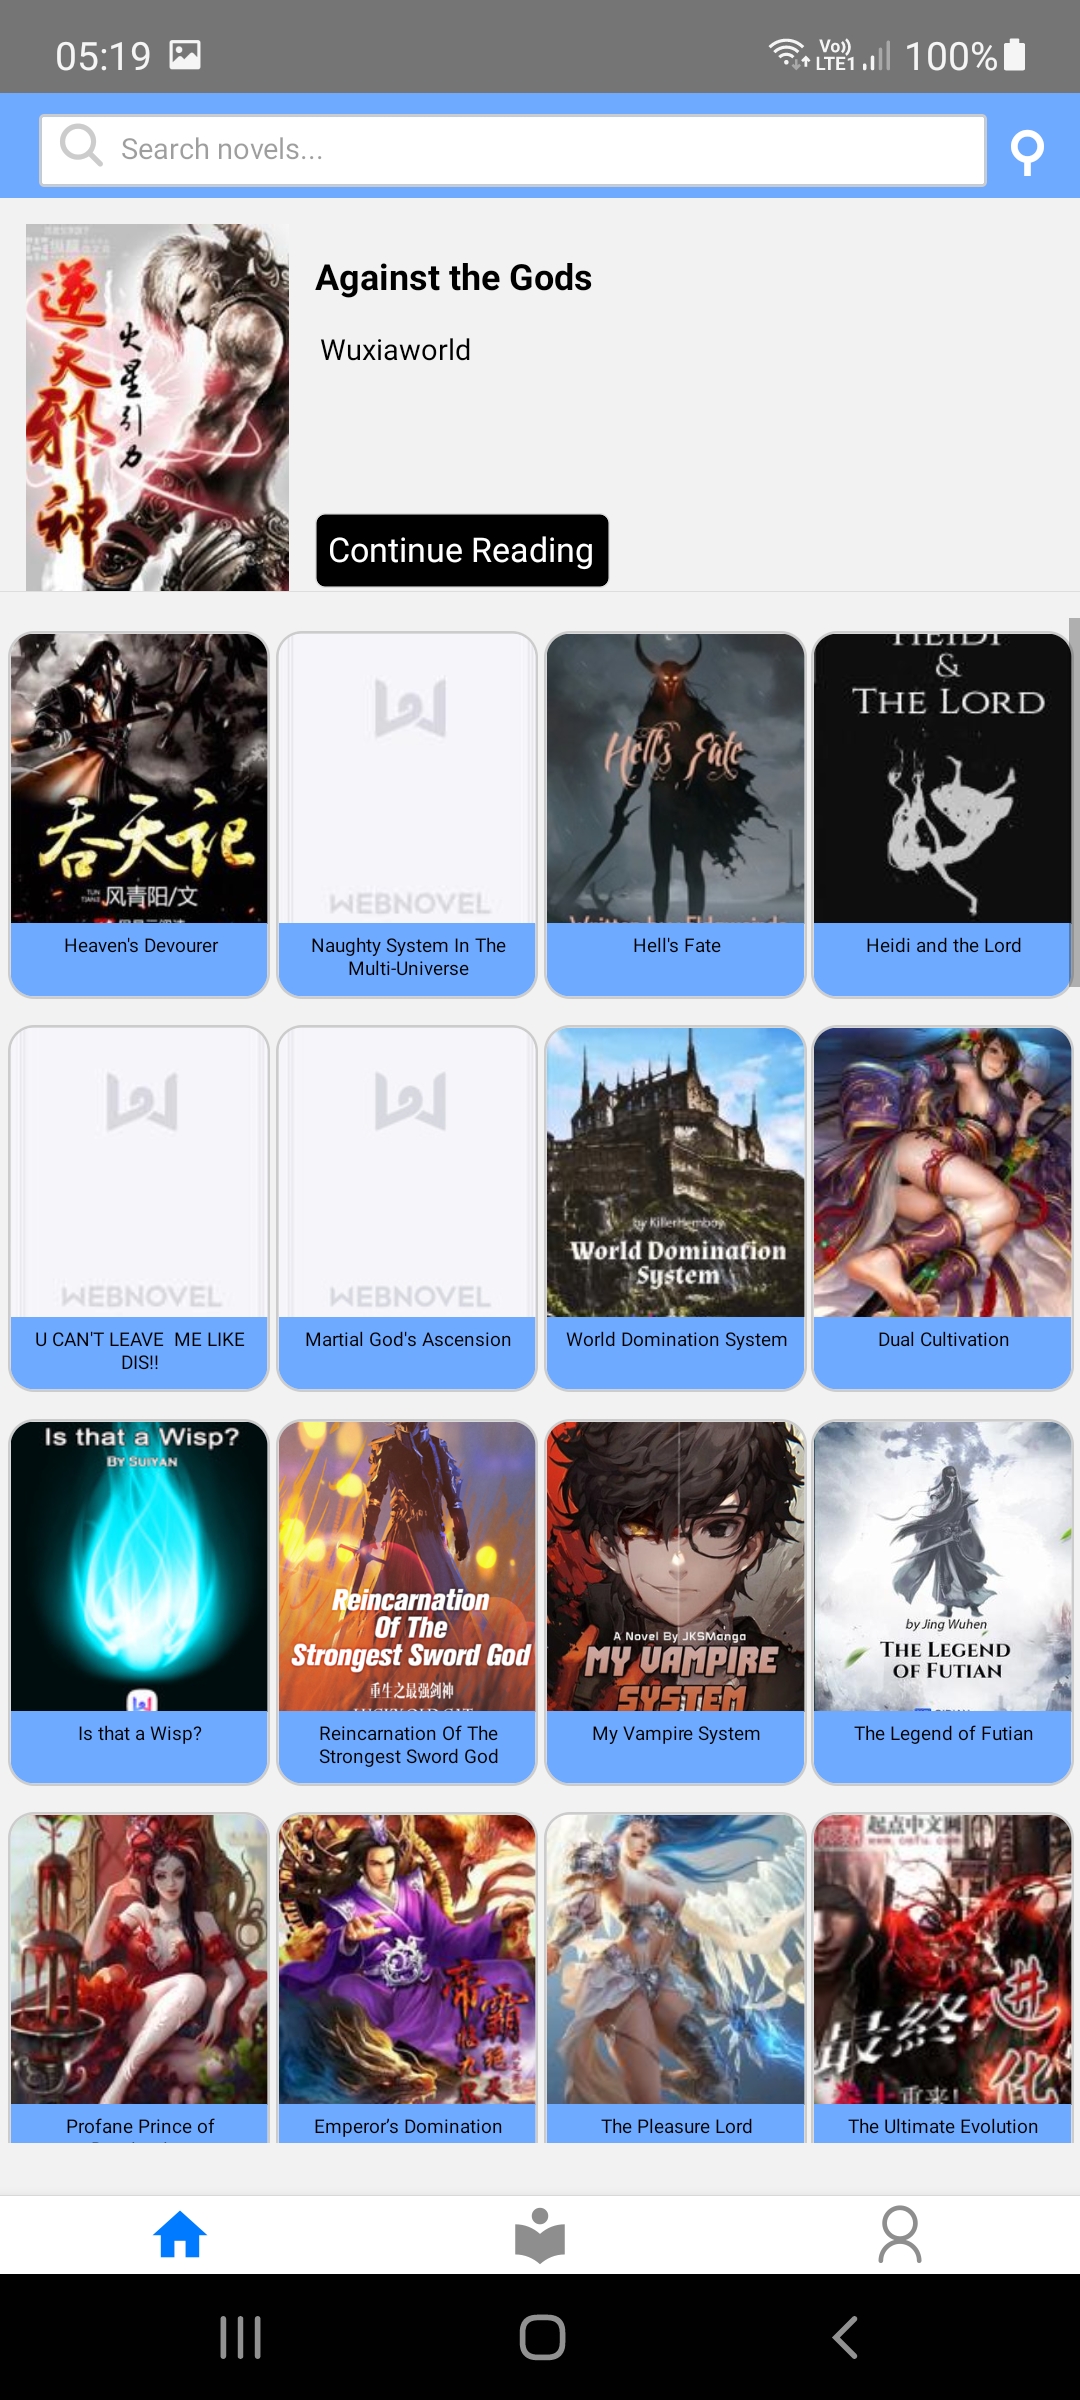 05:19
Vo))
LTE1
100%
Search novels...
逆天邪神
火星引力
Against the Gods
Wuxiaworld
Continue Reading
吞天记
风青阳/文
Heaven's Devourer
WEBNOVEL
Naughty System In The
Multi-Universe
Hell's Fate
Hell's Fate
HEIDI
&
THE LORD
Heidi and the Lord
WEBNOVEL
U CAN'T LEAVE  ME LIKE
DIS!!
WEBNOVEL
Martial God's Ascension
by KillerHemboy
World Domination
System
World Domination System
Dual Cultivation
Is that a Wisp?
By Suiyan
Is that a Wisp?
Reincarnation
Of The
Strongest Sword God
重生之最强剑神
Reincarnation Of The
Strongest Sword God
A Novel By JKSManga
MY VAMPIRE
SYSTEM
My Vampire System
by Jing Wuhen
THE LEGEND
OF FUTIAN
The Legend of Futian
Profane Prince of
帝霸
Emperor’s Domination
The Pleasure Lord
起点中文网
最終
进化
The Ultimate Evolution